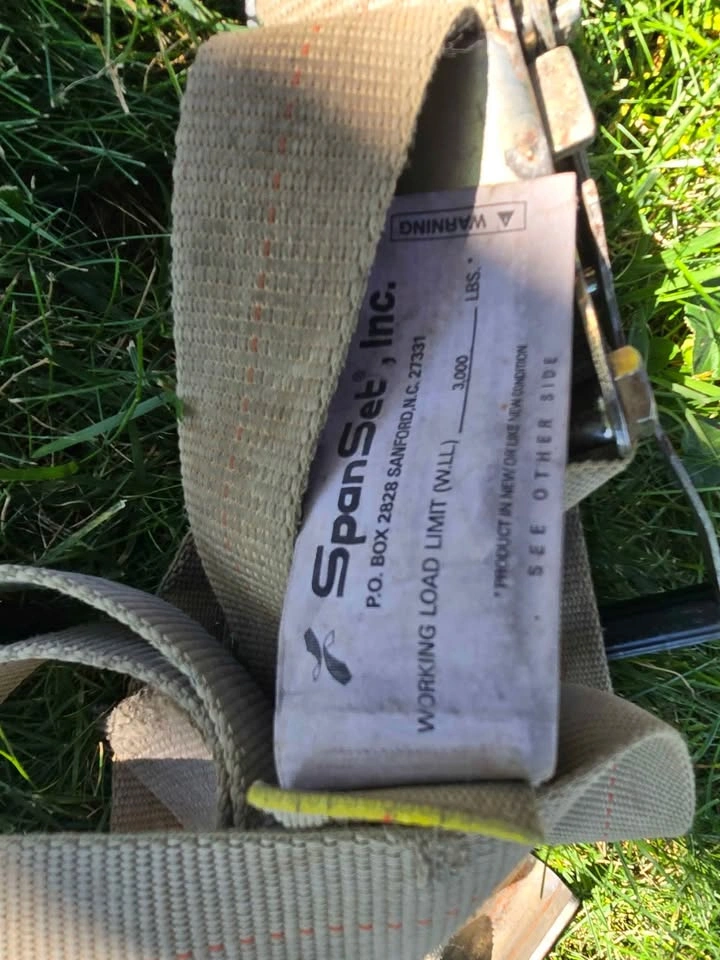 SpanSet®, Inc.
P.O. BOX 2828 SANFORD, N.C. 27331
WORKING LOAD LIMIT (W.LL.) 3,000 LBS.*
* PRODUCT IN NEW OR LIKE NEW CONDITION
SEE OTHER SIDE
WARNING